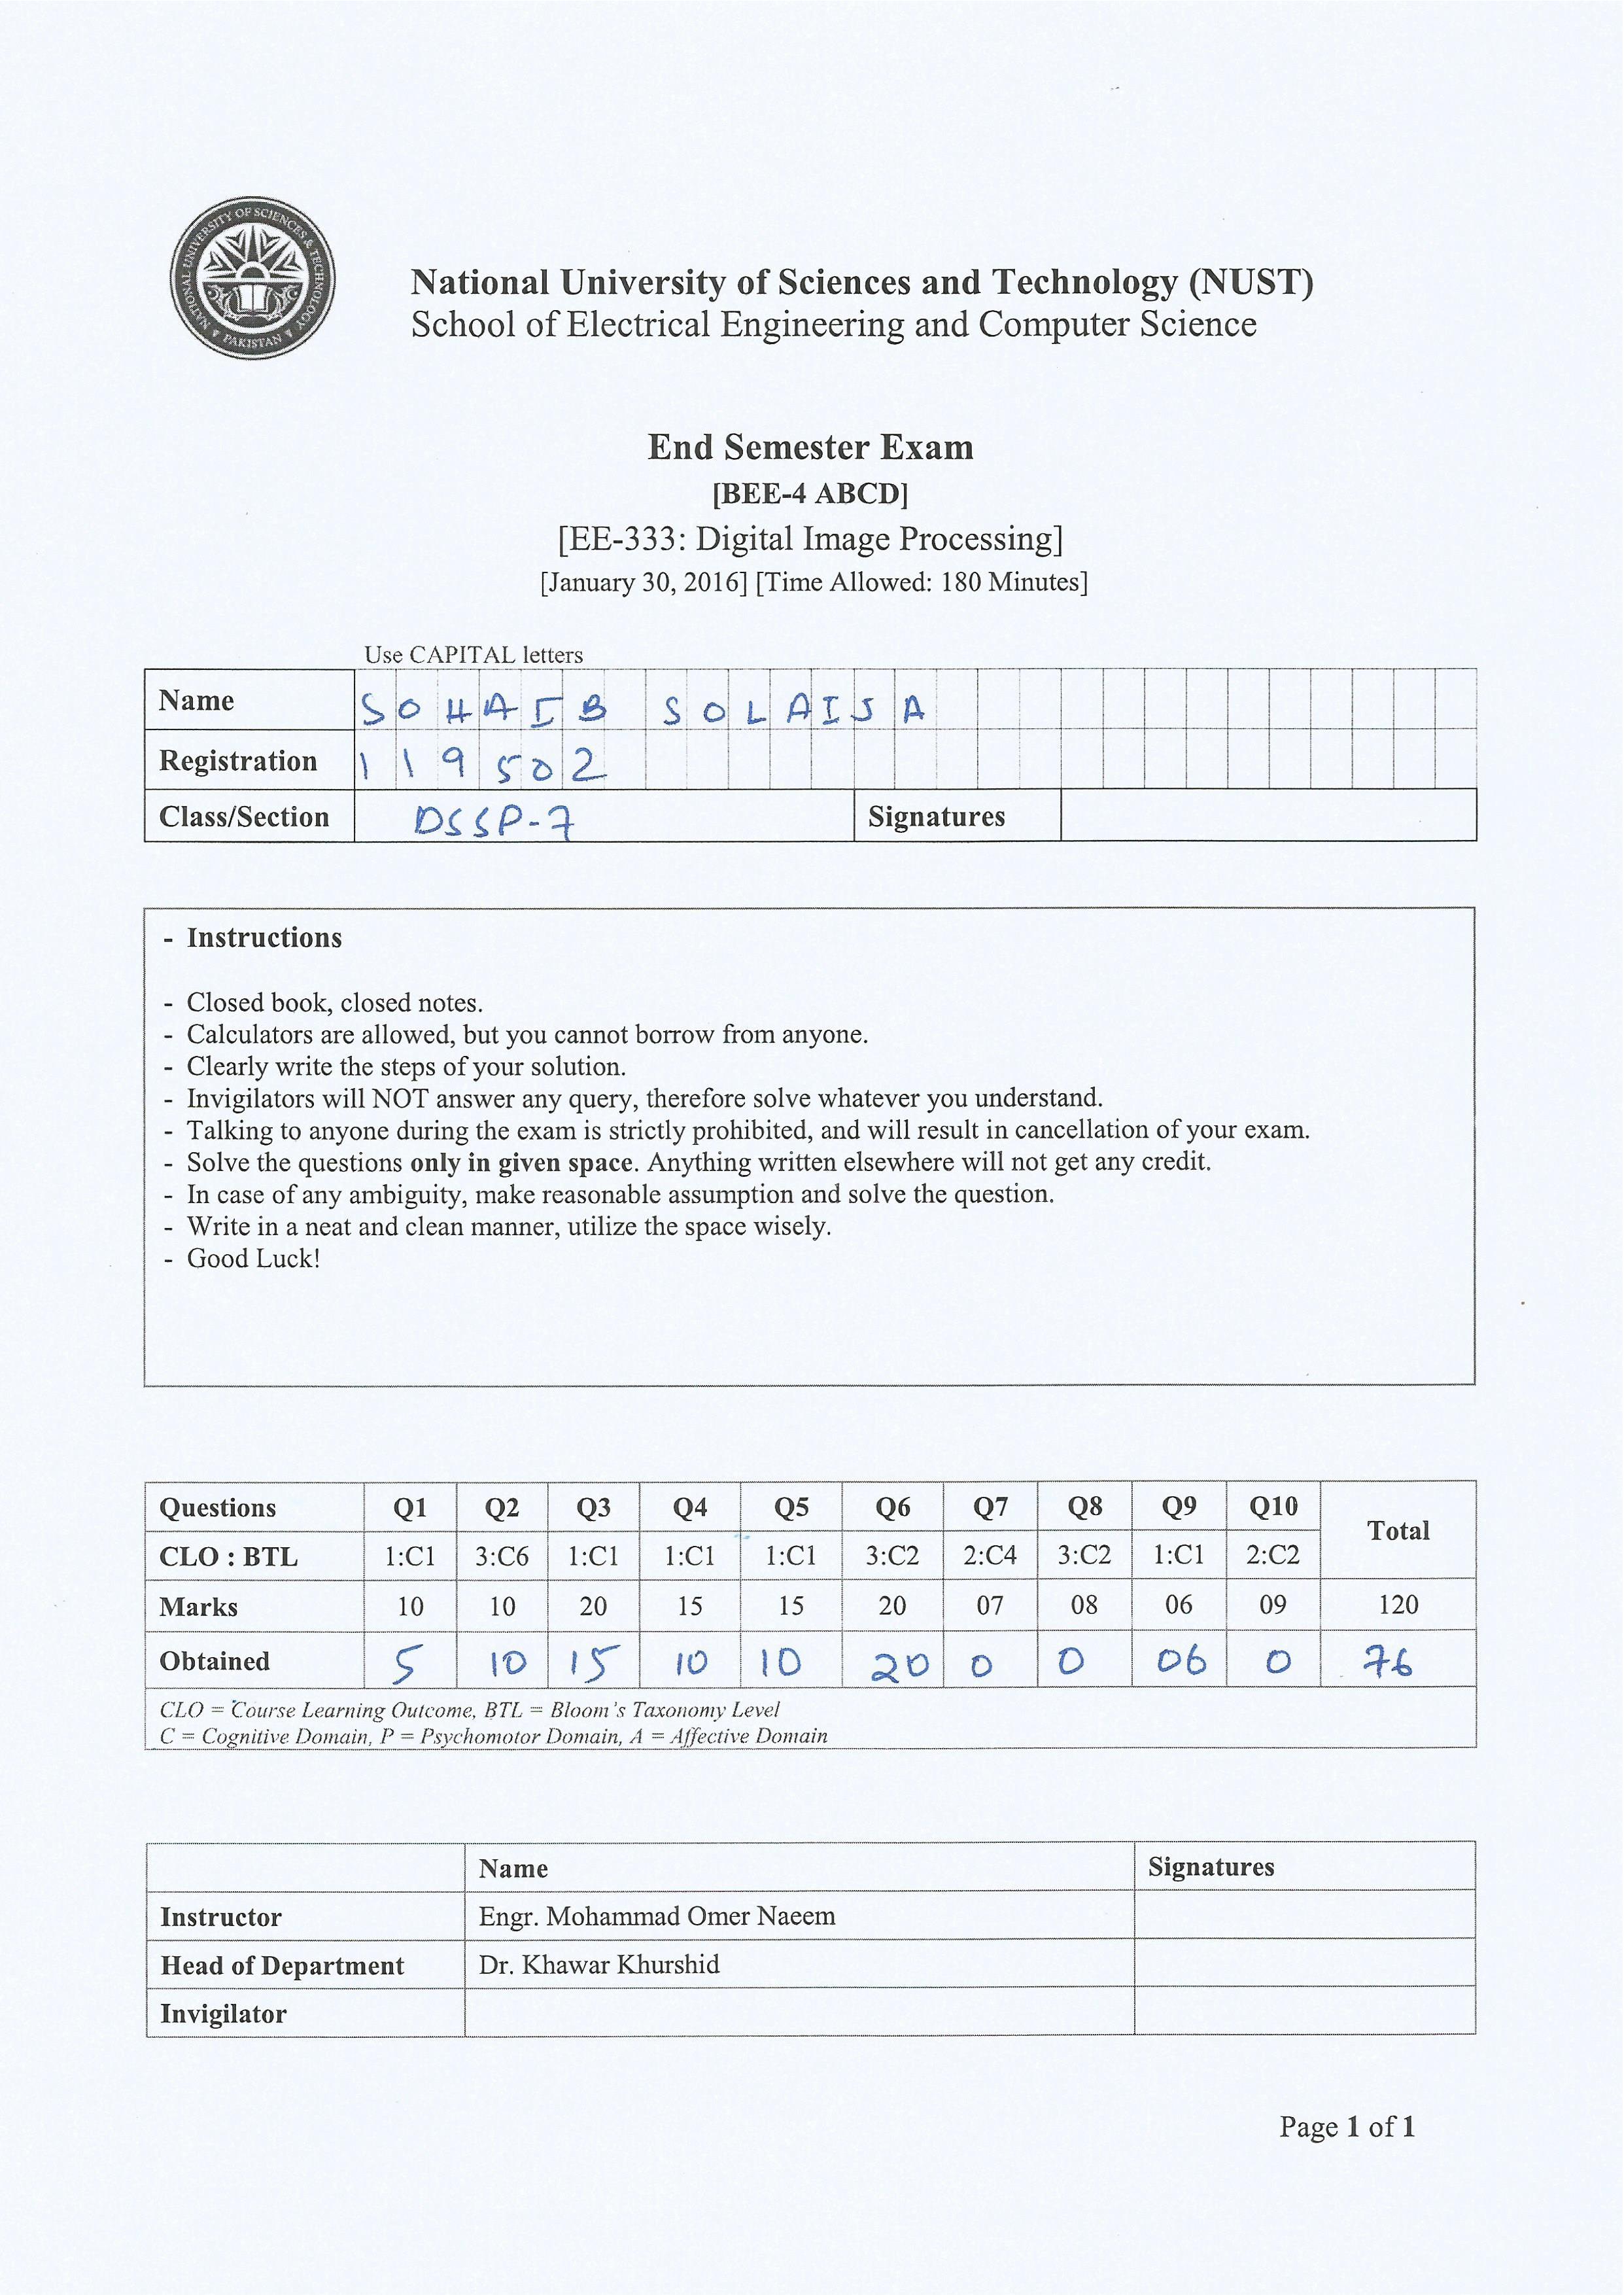 NATIONAL UNIVERSITY OF SCIENCES & TECHNOLOGY
PAKISTAN
National University of Sciences and Technology (NUST)
School of Electrical Engineering and Computer Science
End Semester Exam
[BEE-4 ABCD]
[EE-333: Digital Image Processing]
[January 30, 2016] [Time Allowed: 180 Minutes]
Use CAPITAL letters
Name SOHAIB SOLAIJA
Registration 119502
Class/Section DSSP-7 Signatures
- Instructions
- Closed book, closed notes.
- Calculators are allowed, but you cannot borrow from anyone.
- Clearly write the steps of your solution.
- Invigilators will NOT answer any query, therefore solve whatever you understand.
- Talking to anyone during the exam is strictly prohibited, and will result in cancellation of your exam.
- Solve the questions only in given space. Anything written elsewhere will not get any credit.
- In case of any ambiguity, make reasonable assumption and solve the question.
- Write in a neat and clean manner, utilize the space wisely.
- Good Luck!
Questions Q1 Q2 Q3 Q4 Q5 Q6 Q7 Q8 Q9 Q10 Total
CLO : BTL 1:C1 3:C6 1:C1 1:C1 1:C1 3:C2 2:C4 3:C2 1:C1 2:C2
Marks 10 10 20 15 15 20 07 08 06 09 120
Obtained 5 10 15 10 10 20 0 0 06 0 76
CLO = Course Learning Outcome, BTL = Bloom's Taxonomy Level
C = Cognitive Domain, P = Psychomotor Domain, A = Affective Domain
Name Signatures
Instructor Engr. Mohammad Omer Naeem
Head of Department Dr. Khawar Khurshid
Invigilator
Page 1 of 1